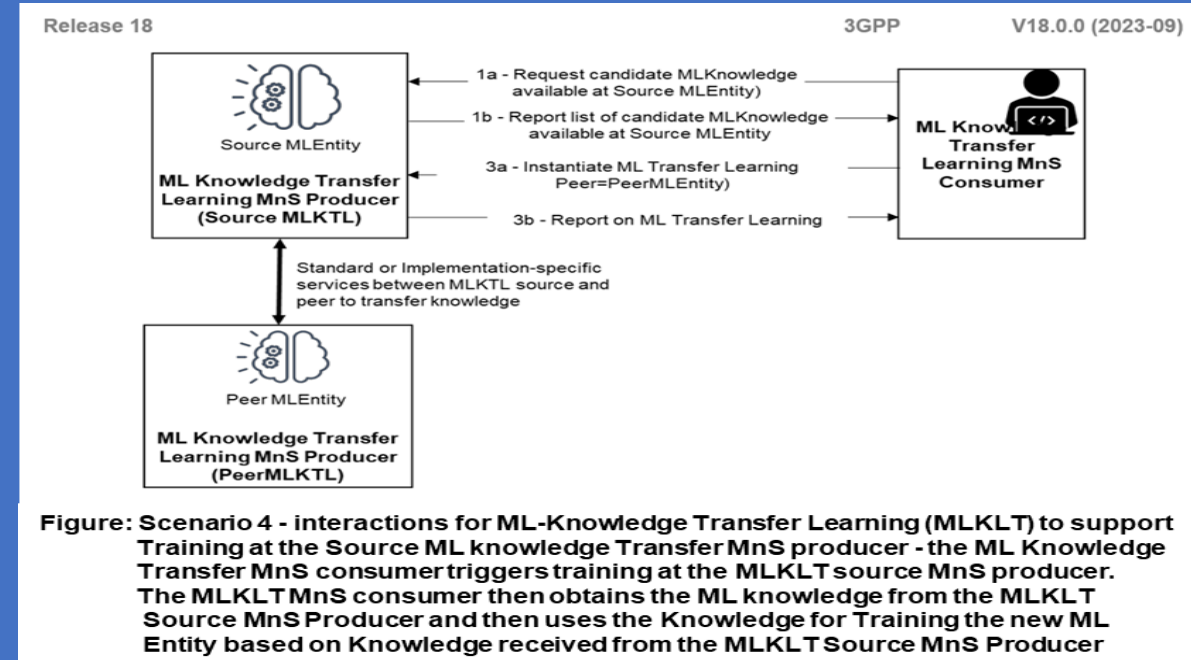 Release 18 3GPP V18.0.0 (2023-09)
1a - Request candidate MLKnowledge
available at Source MLEntity)
1b - Report list of candidate MLKnowledge
available at Source MLEntity
3a - Instantiate ML Transfer Learning
Peer=PeerMLEntity)
3b - Report on ML Transfer Learning
Source MLEntity
ML Knowledge Transfer
Learning MnS Producer
(Source MLKTL)
</>
ML Know
Transfer
Learning MnS
Consumer
Standard or Implementation-specific
services between MLKTL source and
peer to transfer knowledge
Peer MLEntity
ML Knowledge Transfer
Learning MnS Producer
(PeerMLKTL)
Figure: Scenario 4 - interactions for ML-Knowledge Transfer Learning (MLKLT) to support
Training at the Source ML knowledge Transfer MnS producer - the ML Knowledge
Transfer MnS consumer triggers training at the MLKLT source MnS producer.
The MLKLT MnS consumer then obtains the ML knowledge from the MLKLT
Source MnS Producer and then uses the Knowledge for Training the new ML
Entity based on Knowledge received from the MLKLT Source MnS Producer